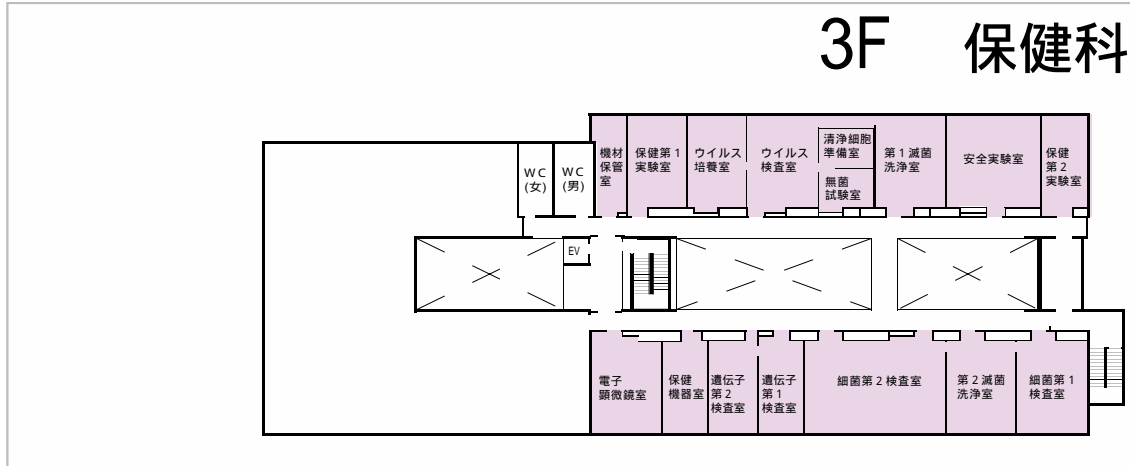 3F 保健科
機材
保管
室
保健第1
実験室
ウイルス
培養室
ウイルス
検査室
清浄細胞
準備室
無菌
試験室
第1滅菌
洗浄室
安全実験室
保健
第2
実験室
WC
(女)
WC
(男)
EV
電子
顕微鏡室
保健
機器室
遺伝子
第2
検査室
遺伝子
第1
検査室
細菌第2検査室
第2滅菌
洗浄室
細菌第1
検査室